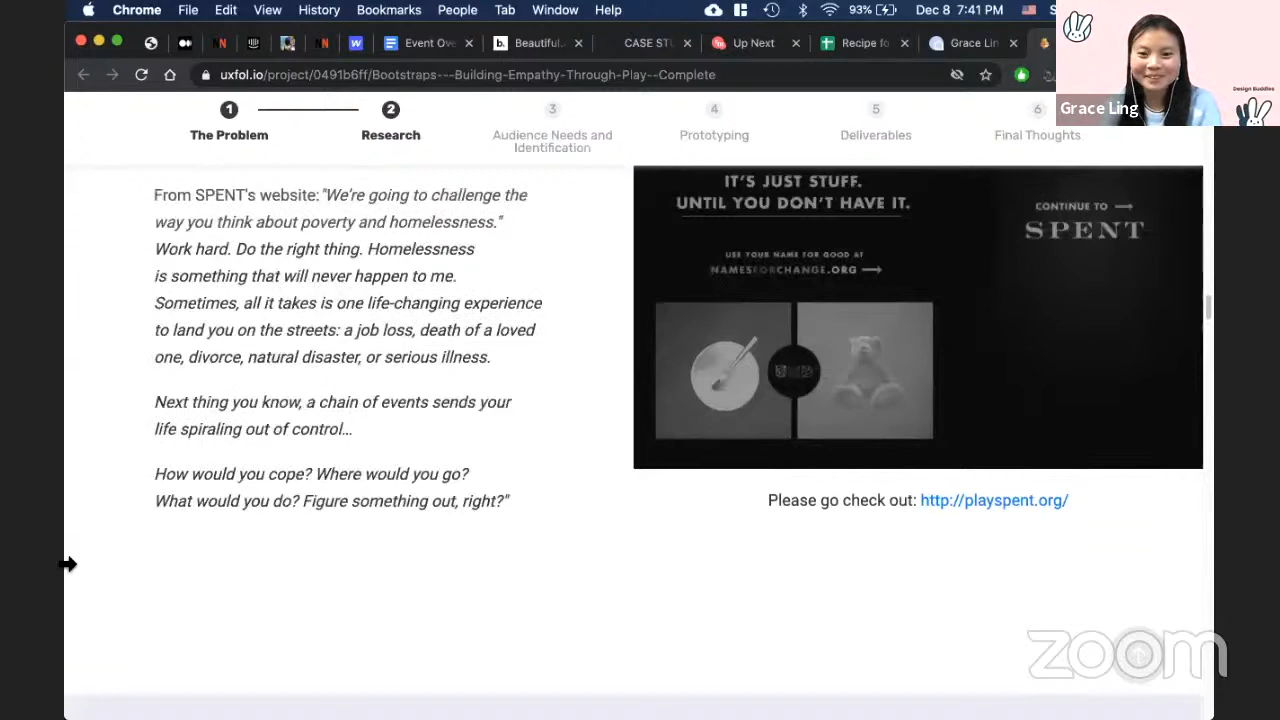 Chrome File Edit View History Bookmarks People Tab Window Help 93% Dec 8 7:41 PM
Event Ov Beautiful. CASE STU Up Next Recipe fo Grace Lin
uxfol.io/project/0491b6ff/Bootstraps---Building-Empathy-Through-Play--Complete
Design Buddies
Grace Ling
1 2 3 4 5 6
The Problem Research Audience Needs and Prototyping Deliverables Final Thoughts
Identification
From SPENT's website: "We're going to challenge the
way you think about poverty and homelessness."
Work hard. Do the right thing. Homelessness
is something that will never happen to me.
Sometimes, all it takes is one life-changing experience
to land you on the streets: a job loss, death of a loved
one, divorce, natural disaster, or serious illness.
Next thing you know, a chain of events sends your
life spiraling out of control…
How would you cope? Where would you go?
What would you do? Figure something out, right?"
IT'S JUST STUFF.
UNTIL YOU DON'T HAVE IT.
USE YOUR NAME FOR GOOD AT
NAMESFORCHANGE.ORG
CONTINUE TO
SPENT
Please go check out: http://playspent.org/
zoom